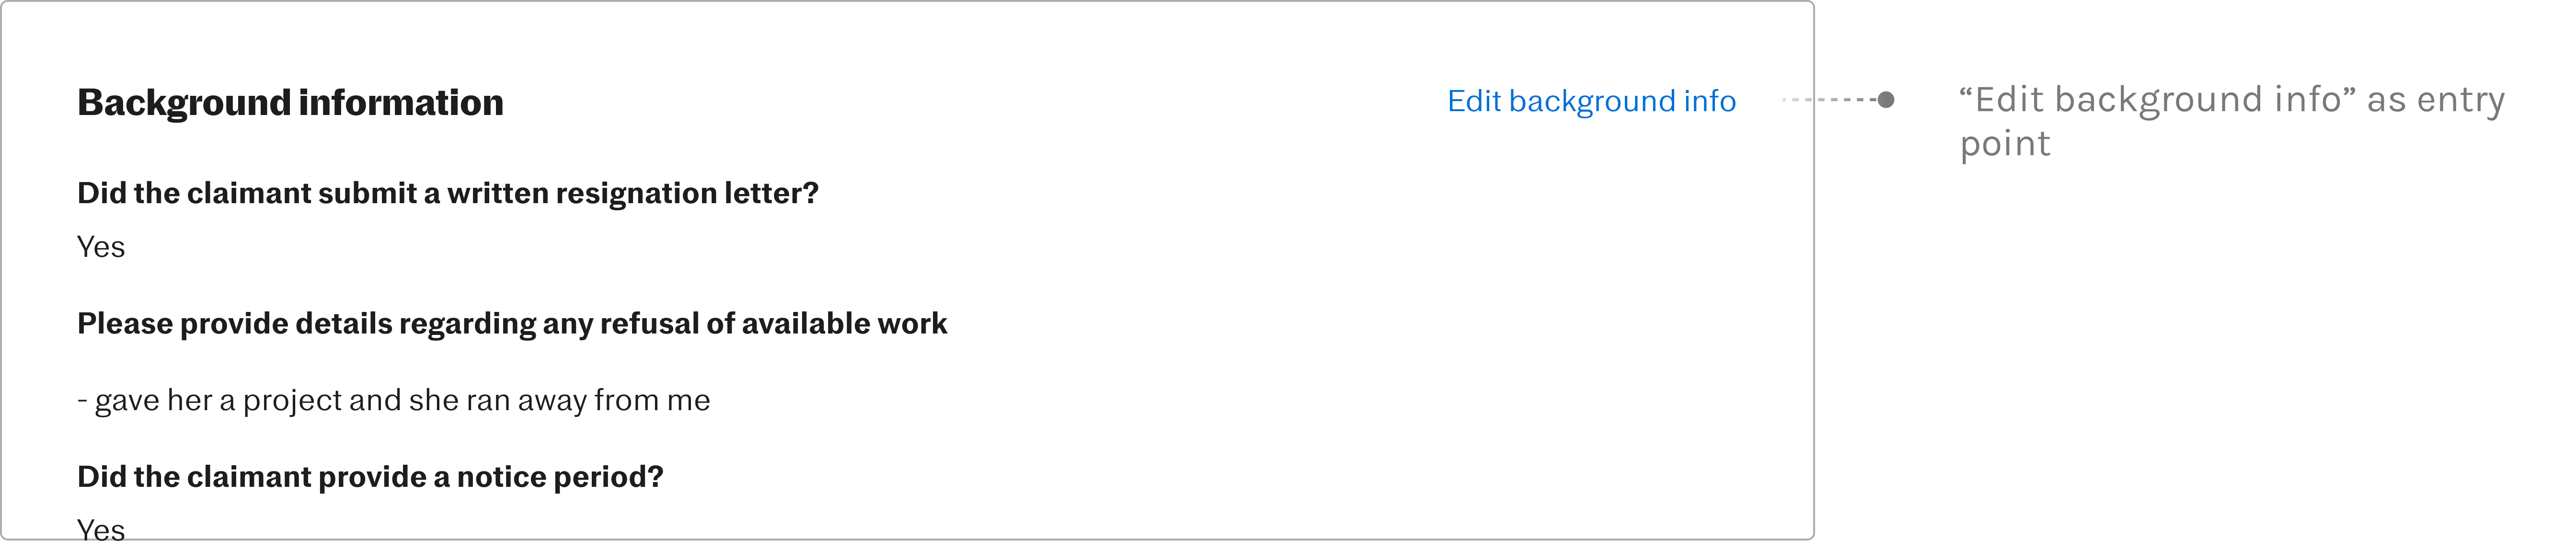 Background information
Edit background info
“Edit background info” as entry
point
Did the claimant submit a written resignation letter?
Yes
Please provide details regarding any refusal of available work
- gave her a project and she ran away from me
Did the claimant provide a notice period?
Yes